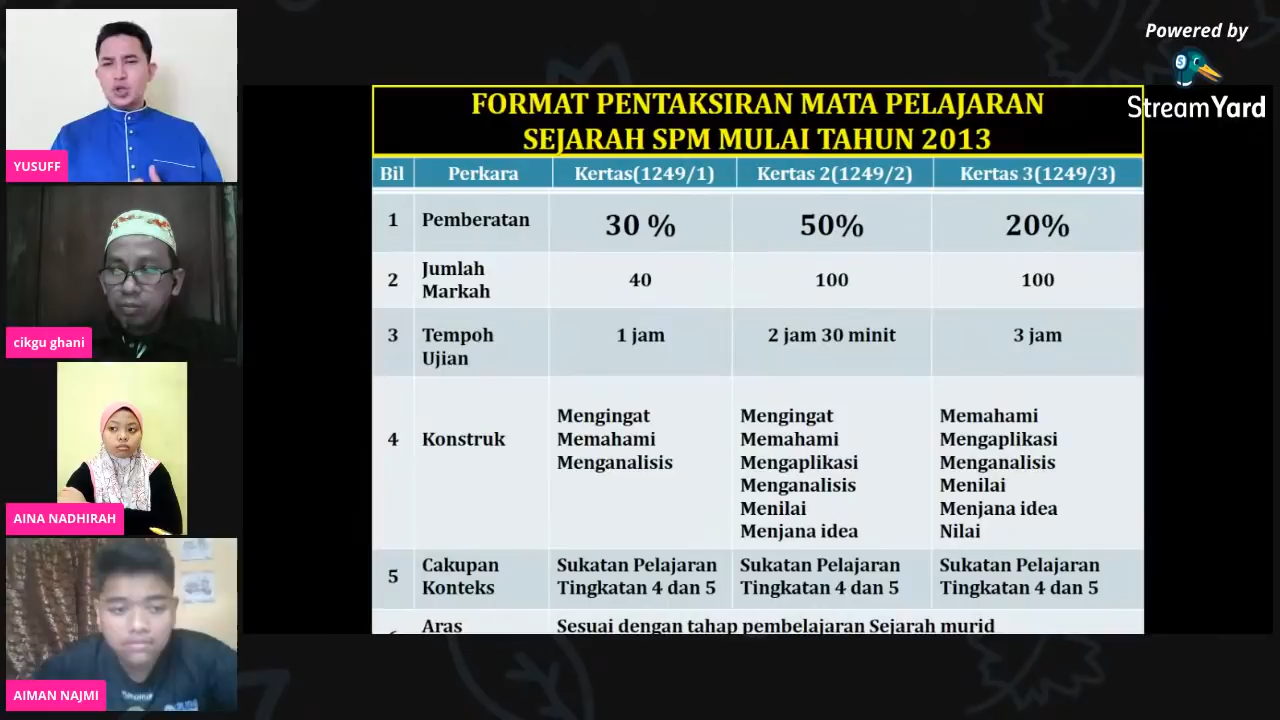 Powered by
StreamYard
YUSUFF
cikgu ghani
AINA NADHIRAH
AIMAN NAJMI
FORMAT PENTAKSIRAN MATA PELAJARAN
SEJARAH SPM MULAI TAHUN 2013
Bil Perkara Kertas(1249/1) Kertas 2(1249/2) Kertas 3(1249/3)
1 Pemberatan 30 % 50% 20%
2 Jumlah Markah 40 100 100
3 Tempoh Ujian 1 jam 2 jam 30 minit 3 jam
4 Konstruk
Mengingat
Memahami
Menganalisis
Mengingat
Memahami
Mengaplikasi
Menganalisis
Menilai
Menjana idea
Memahami
Mengaplikasi
Menganalisis
Menilai
Menjana idea
Nilai
5 Cakupan Konteks
Sukatan Pelajaran
Tingkatan 4 dan 5
Sukatan Pelajaran
Tingkatan 4 dan 5
Sukatan Pelajaran
Tingkatan 4 dan 5
Aras Sesuai dengan tahap pembelajaran Sejarah murid